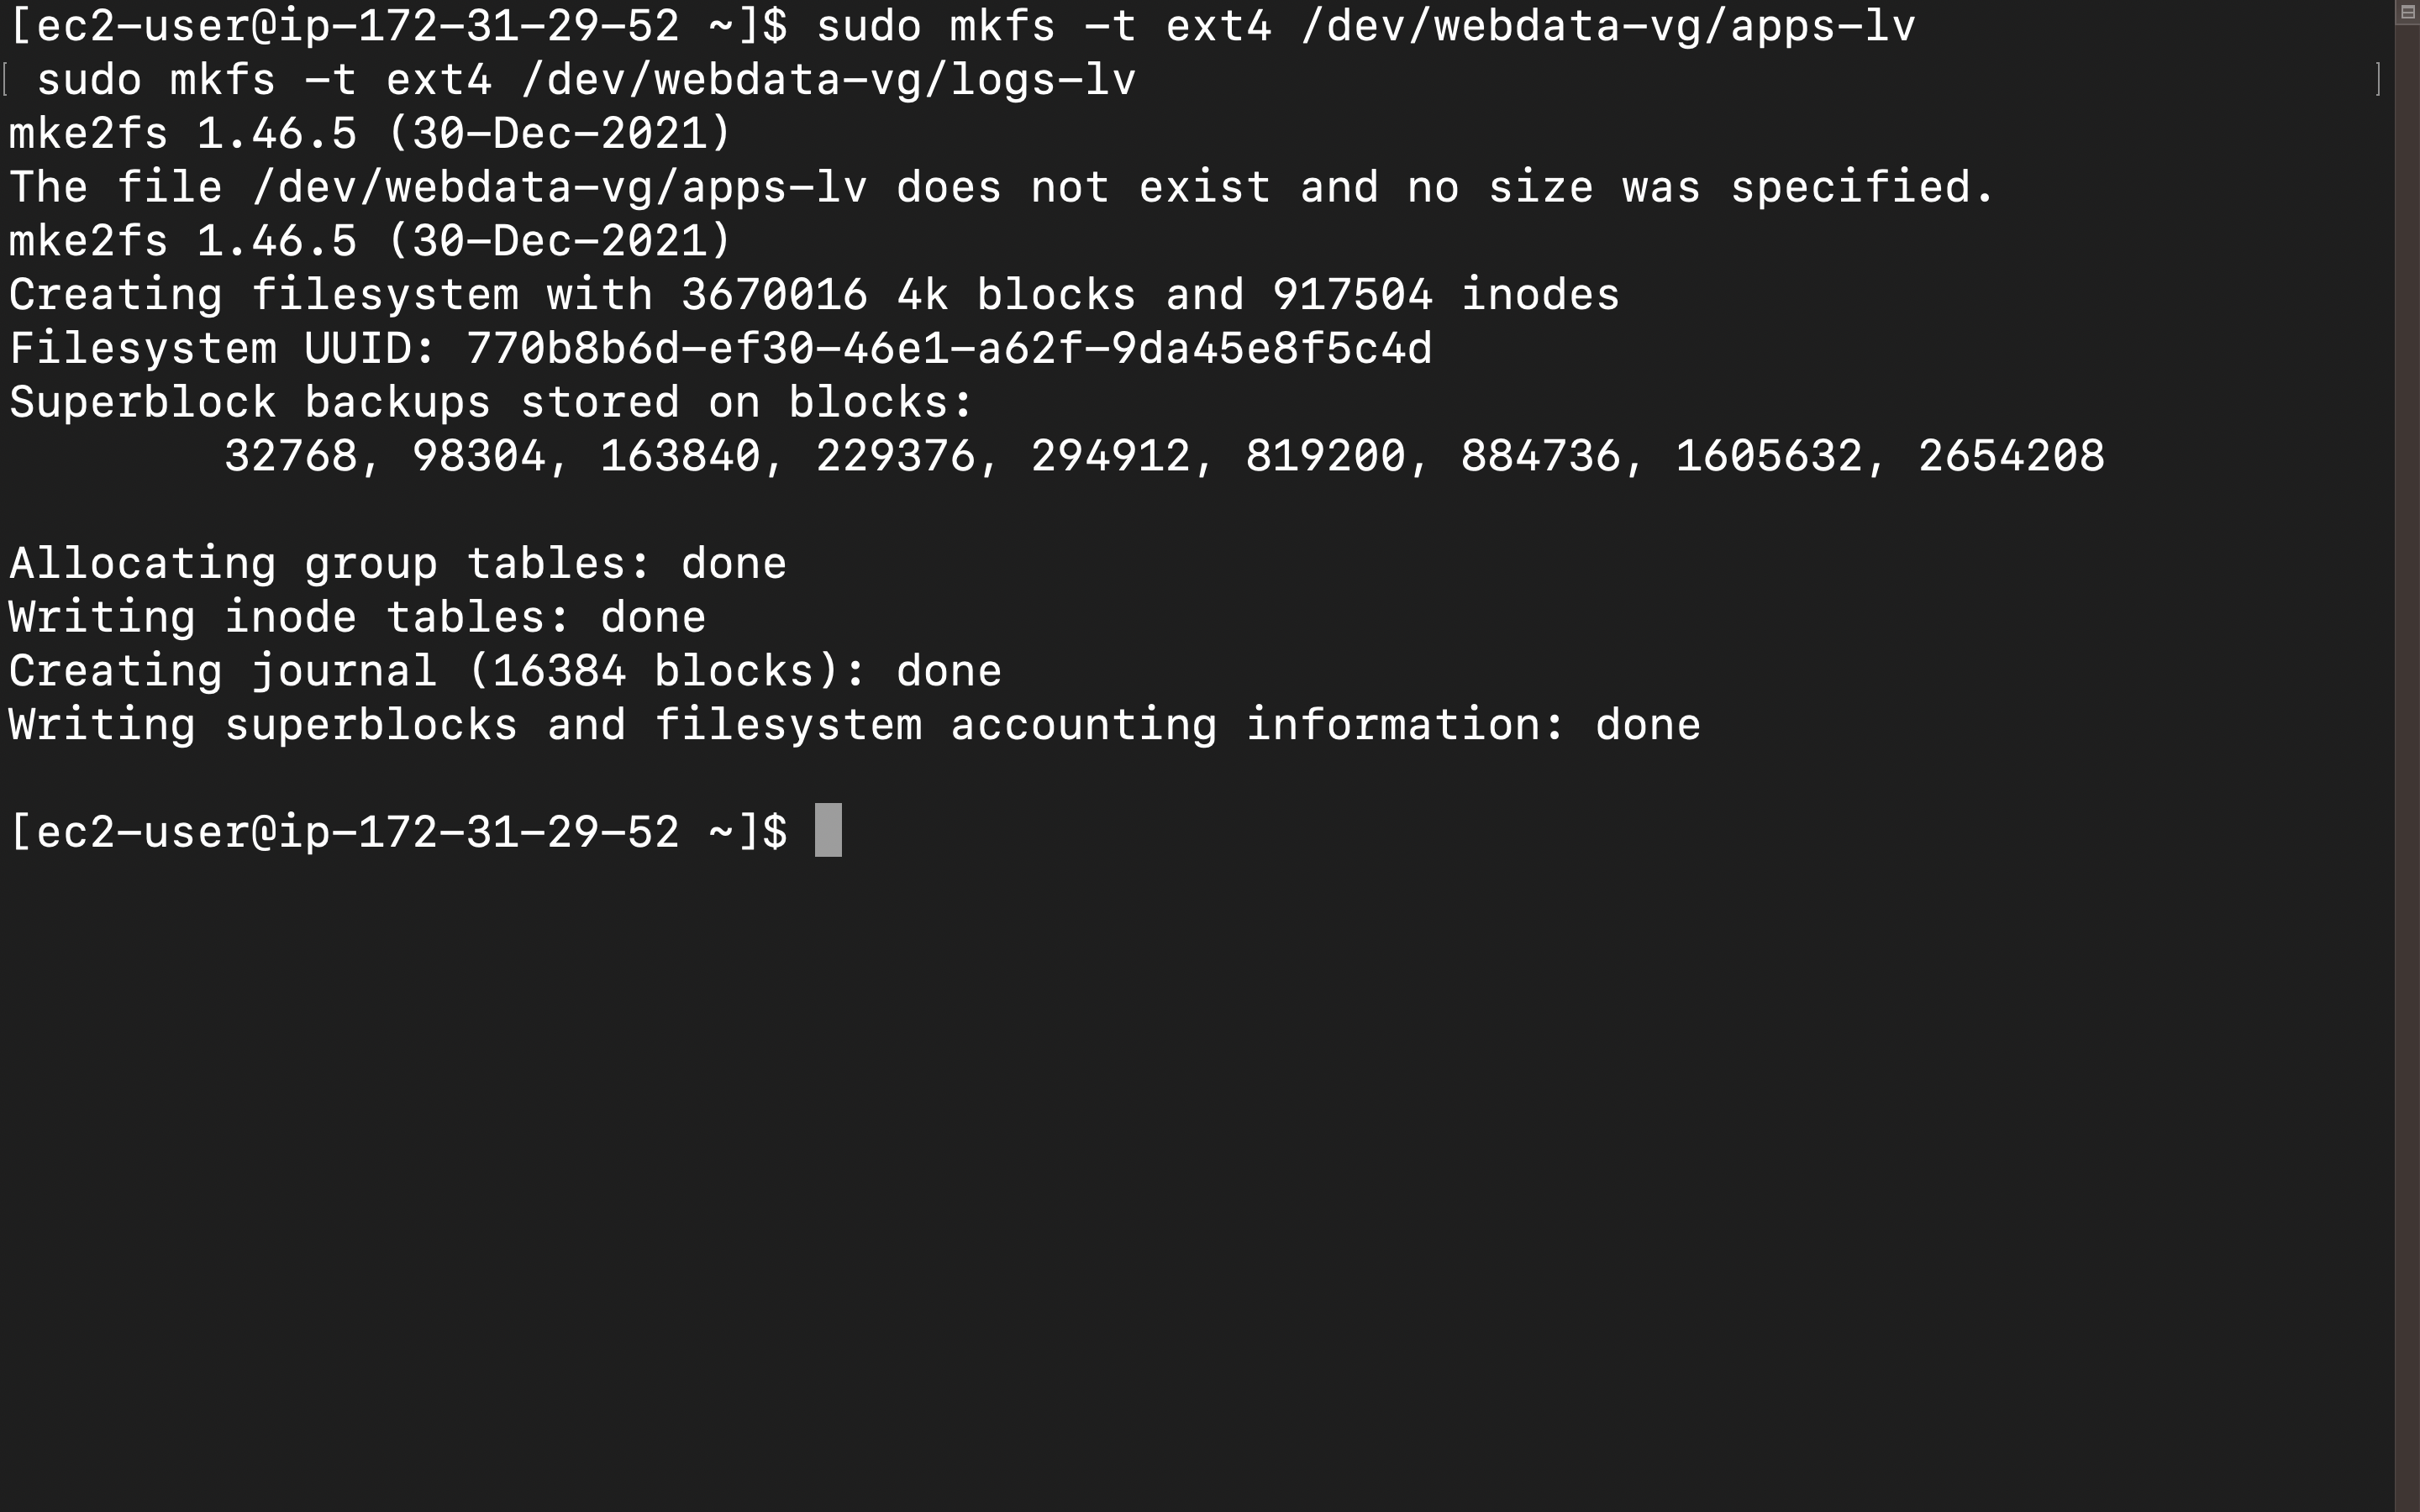 [ec2-user@ip-172-31-29-52 ~]$ sudo mkfs -t ext4 /dev/webdata-vg/apps-lv
 sudo mkfs -t ext4 /dev/webdata-vg/logs-lv
mke2fs 1.46.5 (30-Dec-2021)
The file /dev/webdata-vg/apps-lv does not exist and no size was specified.
mke2fs 1.46.5 (30-Dec-2021)
Creating filesystem with 3670016 4k blocks and 917504 inodes
Filesystem UUID: 770b8b6d-ef30-46e1-a62f-9da45e8f5c4d
Superblock backups stored on blocks:
        32768, 98304, 163840, 229376, 294912, 819200, 884736, 1605632, 2654208
Allocating group tables: done
Writing inode tables: done
Creating journal (16384 blocks): done
Writing superblocks and filesystem accounting information: done
[ec2-user@ip-172-31-29-52 ~]$